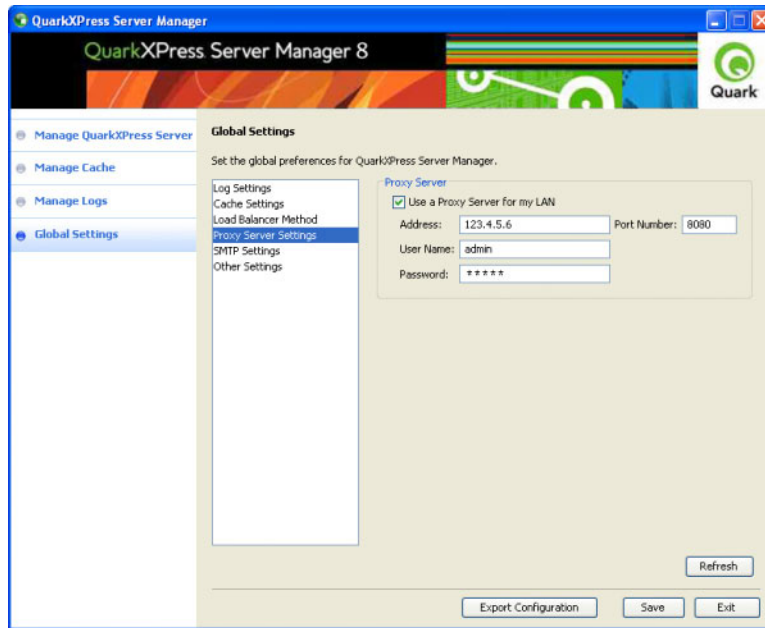 QuarkXPress Server Manager
QuarkXPress Server Manager 8
Quark
Manage QuarkXPress Server
Manage Cache
Manage Logs
Global Settings
Global Settings
Set the global preferences for QuarkXPress Server Manager.
Log Settings
Cache Settings
Load Balancer Method
Proxy Server Settings
SMTP Settings
Other Settings
Proxy Server
Use a Proxy Server for my LAN
Address: 123.4.5.6 Port Number: 8080
User Name: admin
Password: *****
Refresh
Export Configuration Save Exit